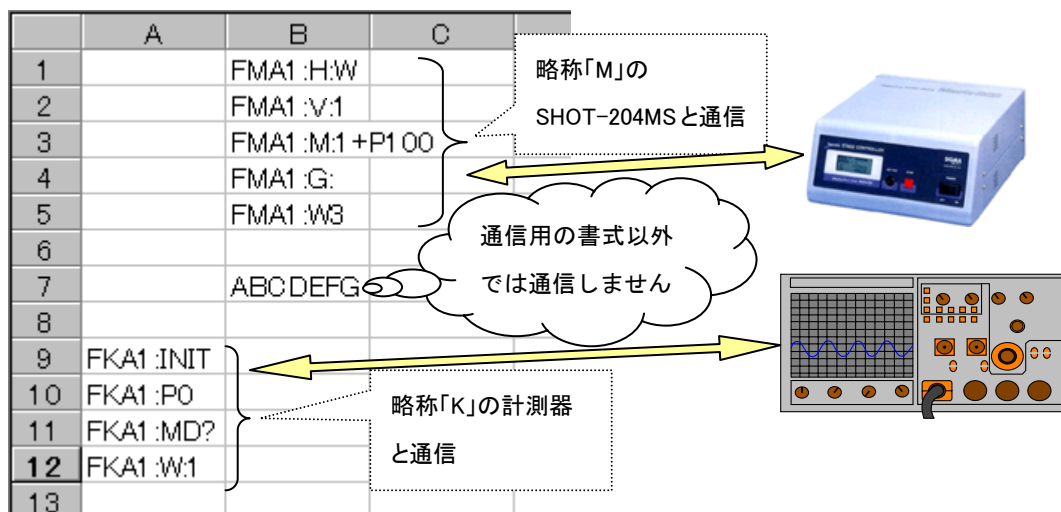 A B C
1 FMA1:H:W
2 FMA1:V:1
3 FMA1:M:1+P100
4 FMA1:G:
5 FMA1:W3
6
7 ABCDEFG
8
9 FKA1:INIT
10 FKA1:P0
11 FKA1:MD?
12 FKA1:W:1
13
略称「M」の
SHOT-204MSと通信
通信用の書式以外
では通信しません
略称「K」の計測器
と通信